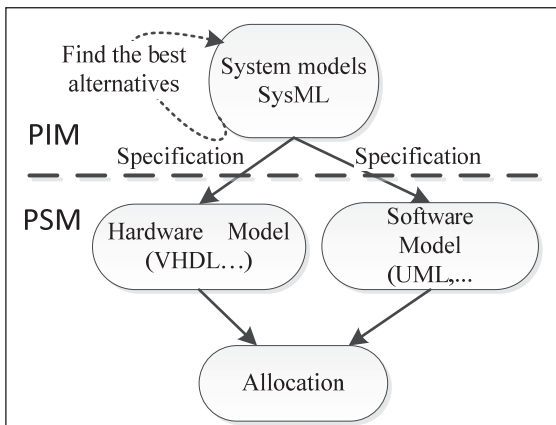 Find the best
alternatives
System models
SysML
PIM
Specification
Specification
PSM
Hardware Model
(VHDL…)
Software
Model
(UML,...
Allocation